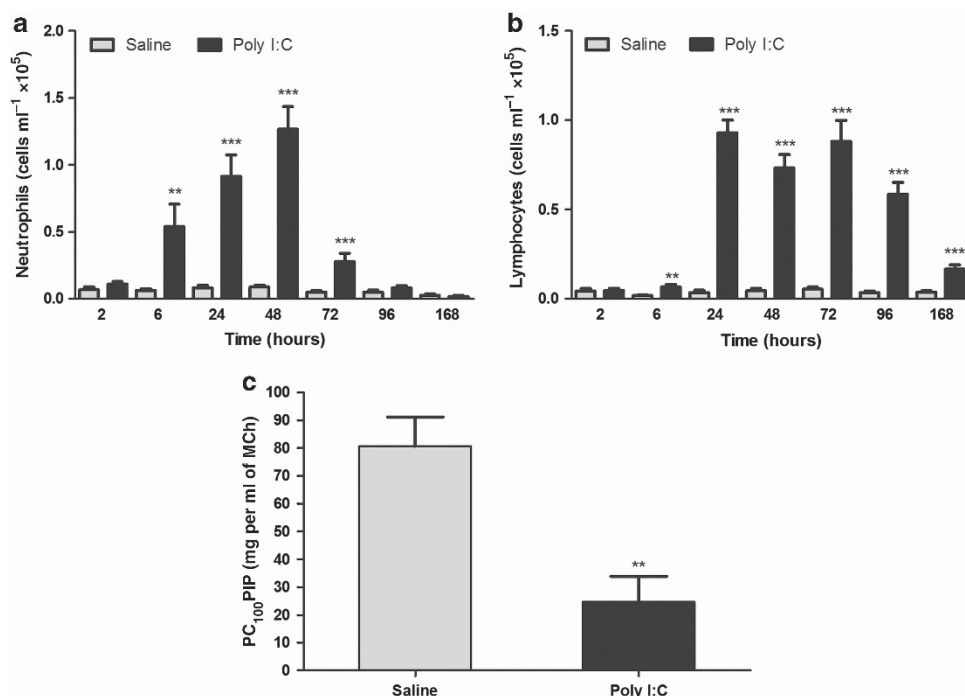 a
Saline Poly I:C
Neutrophils (cells ml⁻¹ ×10⁵)
2.0
1.5
1.0
0.5
0.0
**
***
***
***
2 6 24 48 72 96 168
Time (hours)
b
Saline Poly I:C
Lymphocytes (cells ml⁻¹ ×10⁵)
1.5
1.0
0.5
0.0
**
***
***
***
***
***
2 6 24 48 72 96 168
Time (hours)
c
PC₁₀₀PIP (mg per ml of MCh)
100
90
80
70
60
50
40
30
20
10
0
**
Saline Poly I:C